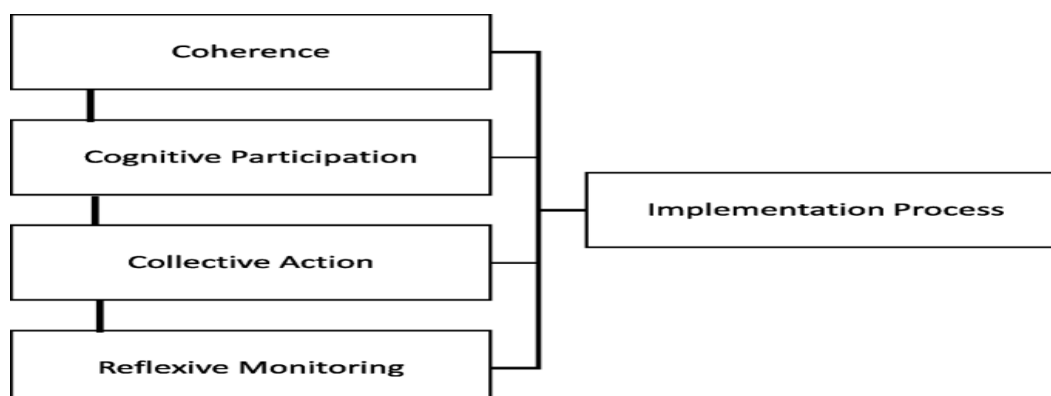 Coherence
Cognitive Participation
Collective Action
Reflexive Monitoring
Implementation Process